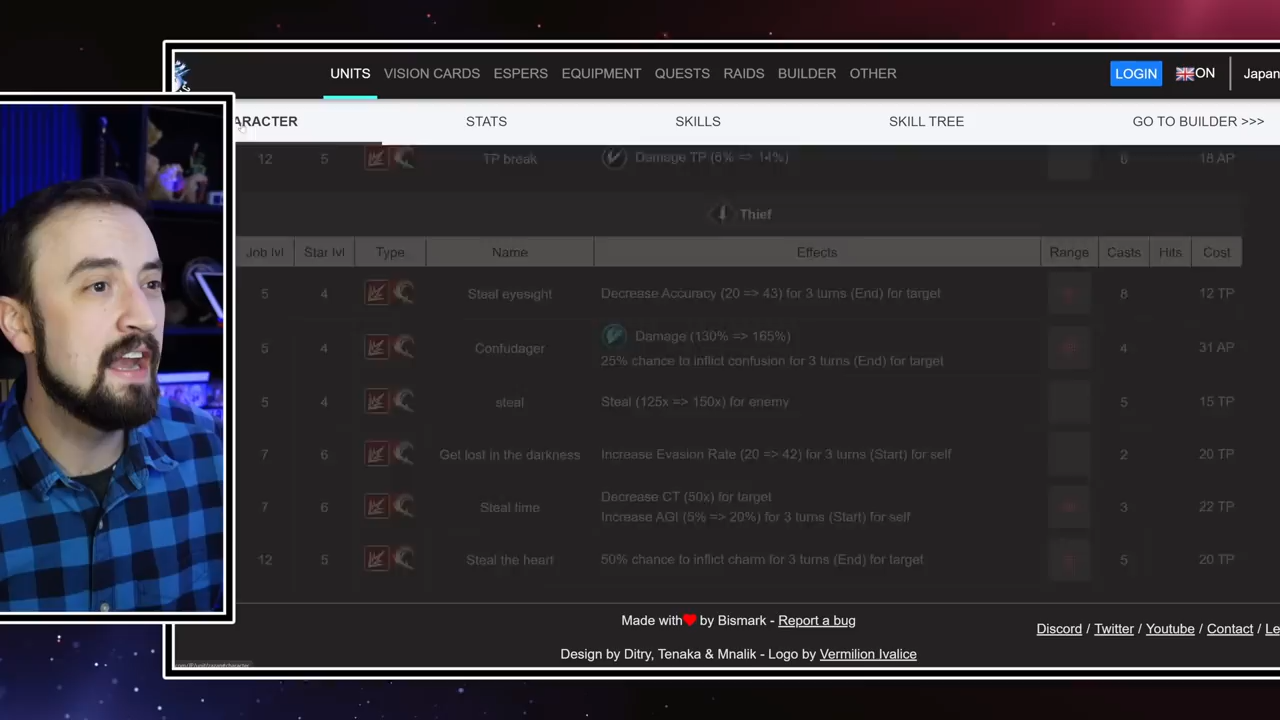 UNITS VISION CARDS ESPERS EQUIPMENT QUESTS RAIDS BUILDER OTHER LOGIN ON Japan
ARACTER STATS SKILLS SKILL TREE GO TO BUILDER >>>
12 5 TP break Damage TP (6% => 14%) 6 18 AP
Thief
Job lvl Star lvl Type Name Effects Range Casts Hits Cost
5 4 Steal eyesight Decrease Accuracy (20 => 43) for 3 turns (End) for target 8 12 TP
5 4 Confudager Damage (130% => 165%) 4 31 AP
25% chance to inflict confusion for 3 turns (End) for target
5 4 steal Steal (125x => 150x) for enemy 5 15 TP
7 6 Get lost in the darkness Increase Evasion Rate (20 => 42) for 3 turns (Start) for self 2 20 TP
7 6 Steal time Decrease CT (50x) for target 3 22 TP
Increase AGI (5% => 20%) for 3 turns (Start) for self
12 5 Steal the heart 50% chance to inflict charm for 3 turns (End) for target 5 20 TP
Made with by Bismark - Report a bug
Discord / Twitter / Youtube / Contact / Le
Design by Ditry, Tenaka & Mnalik - Logo by Vermilion Ivalice